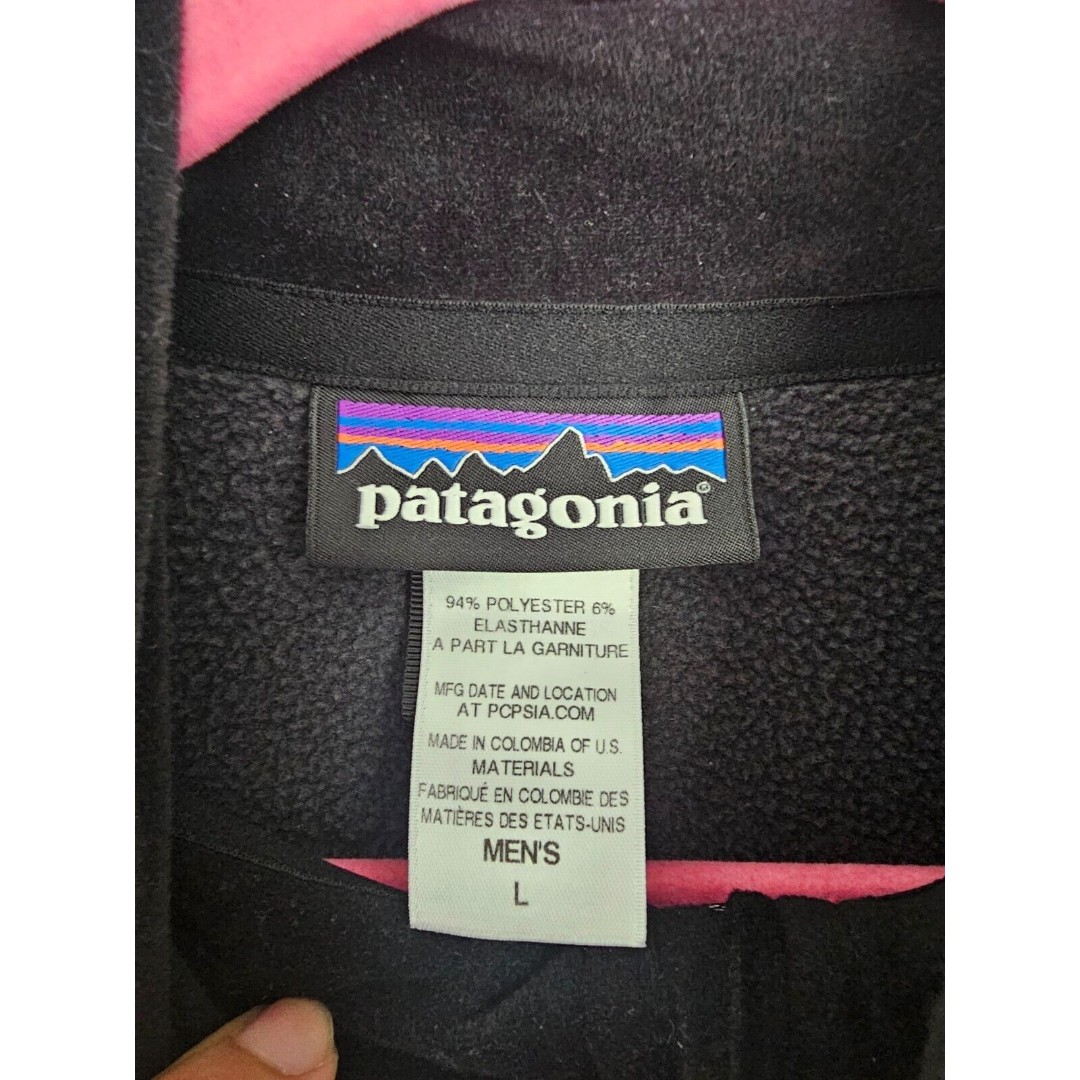 patagonia®
94% POLYESTER 6%
ELASTHANNE
A PART LA GARNITURE
MFG DATE AND LOCATION
AT PCPSIA.COM
MADE IN COLOMBIA OF U.S.
MATERIALS
FABRIQUÉ EN COLOMBIE DES
MATIÈRES DES ETATS-UNIS
MEN'S
L